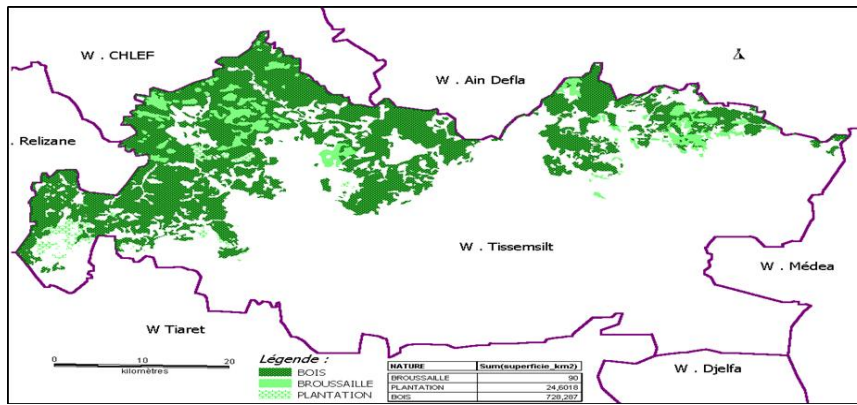 W . CHLEF
W . Ain Defla
. Relizane
W . Tissemsilt
W . Médea
W Tiaret
W . Djelfa
0 10 20
kilomètres
Légende :
BOIS
BROUSSAILLE
PLANTATION
NATURE Sum(superficie_km2)
BROUSSAILLE 90
PLANTATION 24,6018
BOIS 728,287